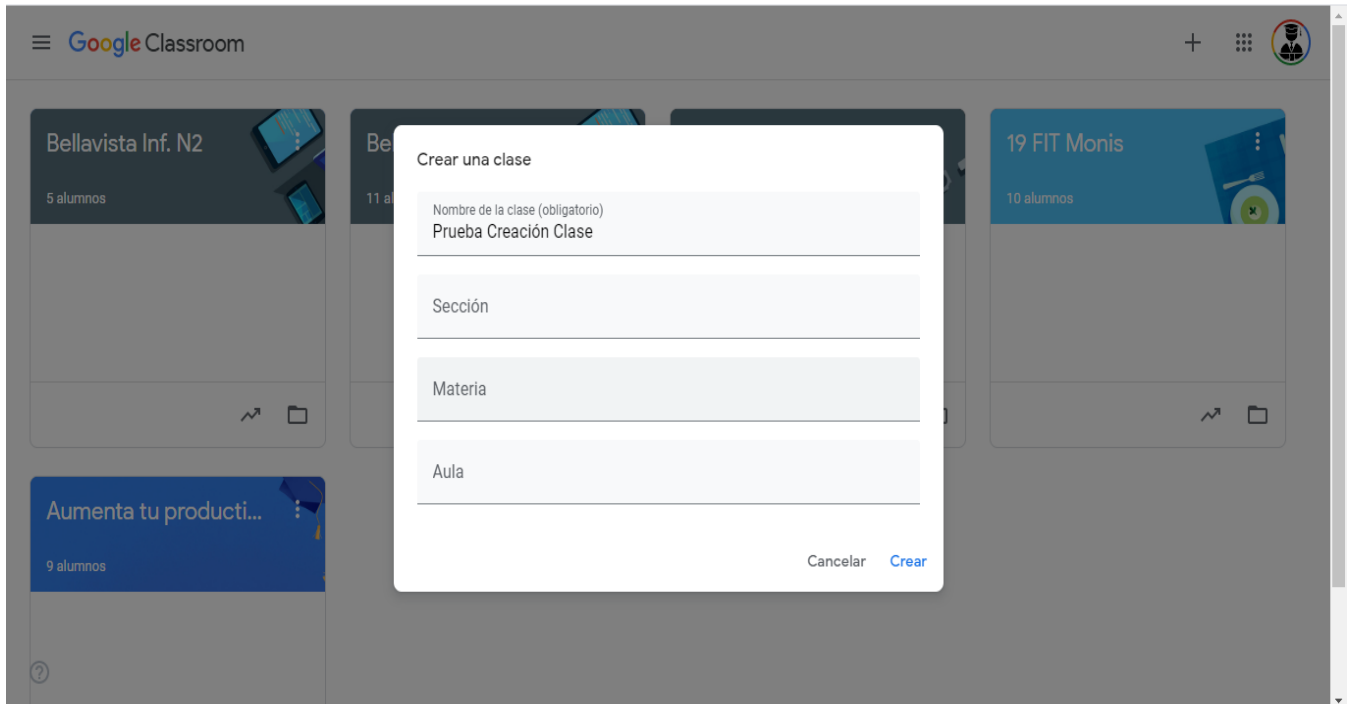 Google Classroom
Bellavista Inf. N2
5 alumnos
Be
11 al
19 FIT Monis
10 alumnos
Crear una clase
Nombre de la clase (obligatorio)
Prueba Creación Clase
Sección
Materia
Aula
Cancelar Crear
Aumenta tu producti...
9 alumnos